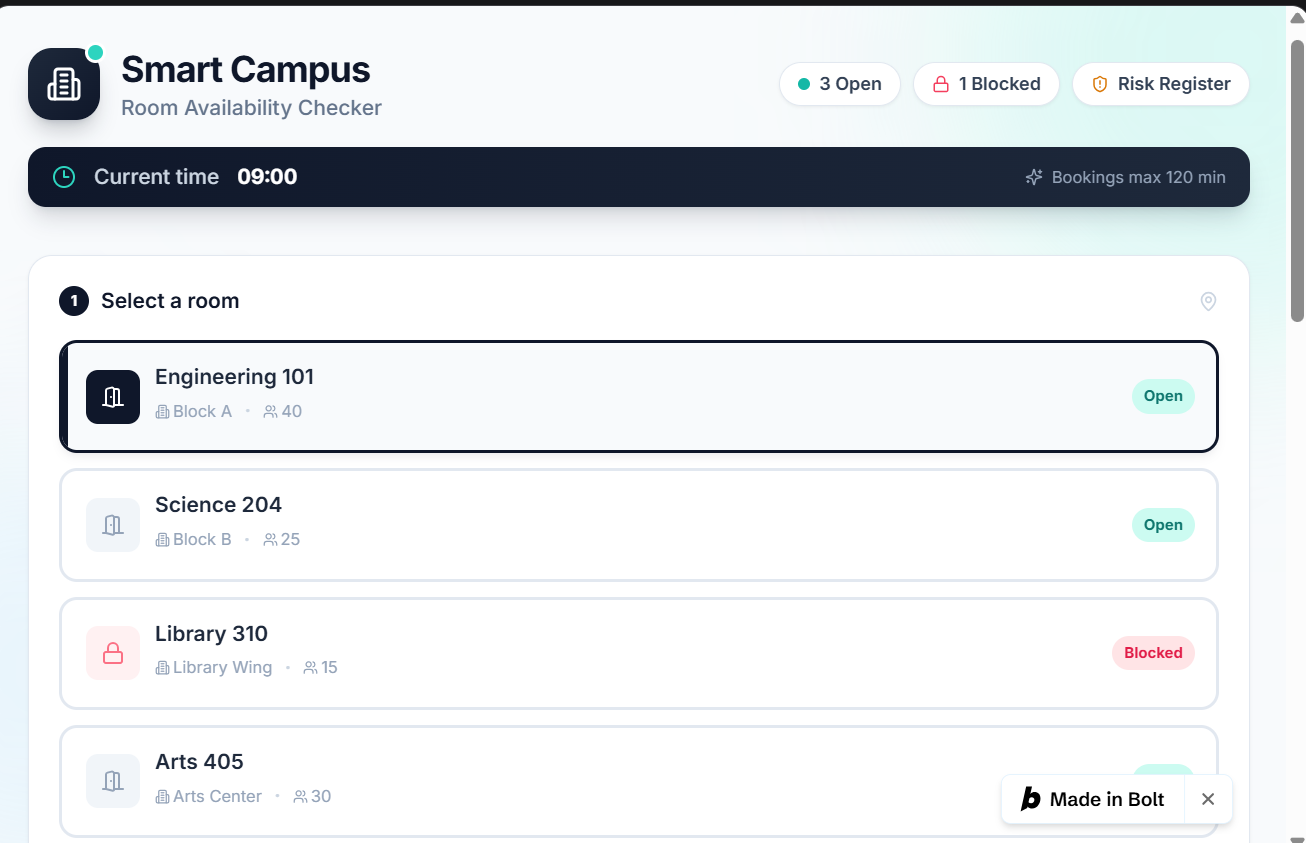 Smart Campus
Room Availability Checker
3 Open
1 Blocked
Risk Register
Current time 09:00
Bookings max 120 min
1 Select a room
Engineering 101
Block A · 40
Open
Science 204
Block B · 25
Open
Library 310
Library Wing · 15
Blocked
Arts 405
Arts Center · 30
b Made in Bolt